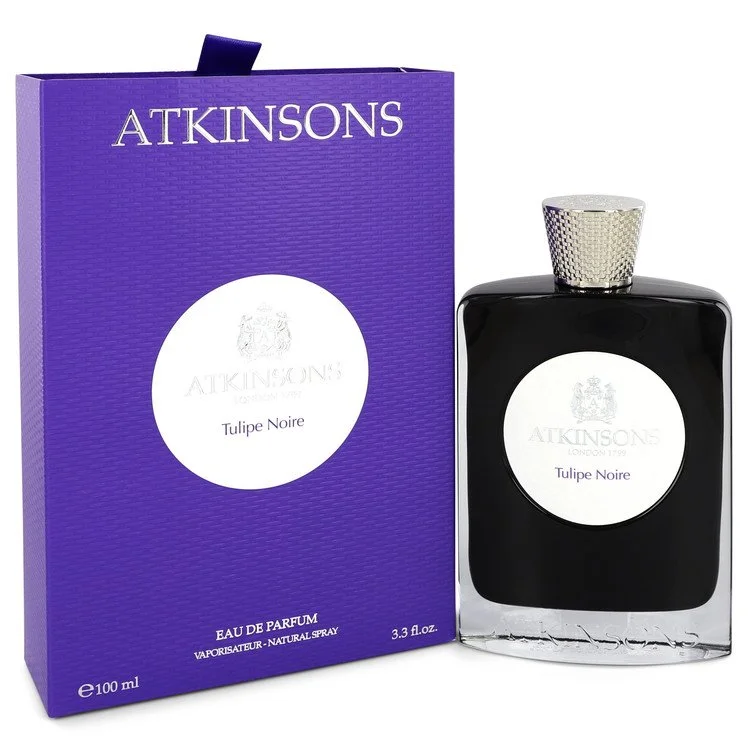 ATKINSONS
ATKINSONS
LONDON 1799
Tulipe Noire
EAU DE PARFUM
VAPORISATEUR - NATURAL SPRAY
3.3 fl.oz.
℮100 ml
ATKINSONS
LONDON 1799
Tulipe Noire
ATKINSONS